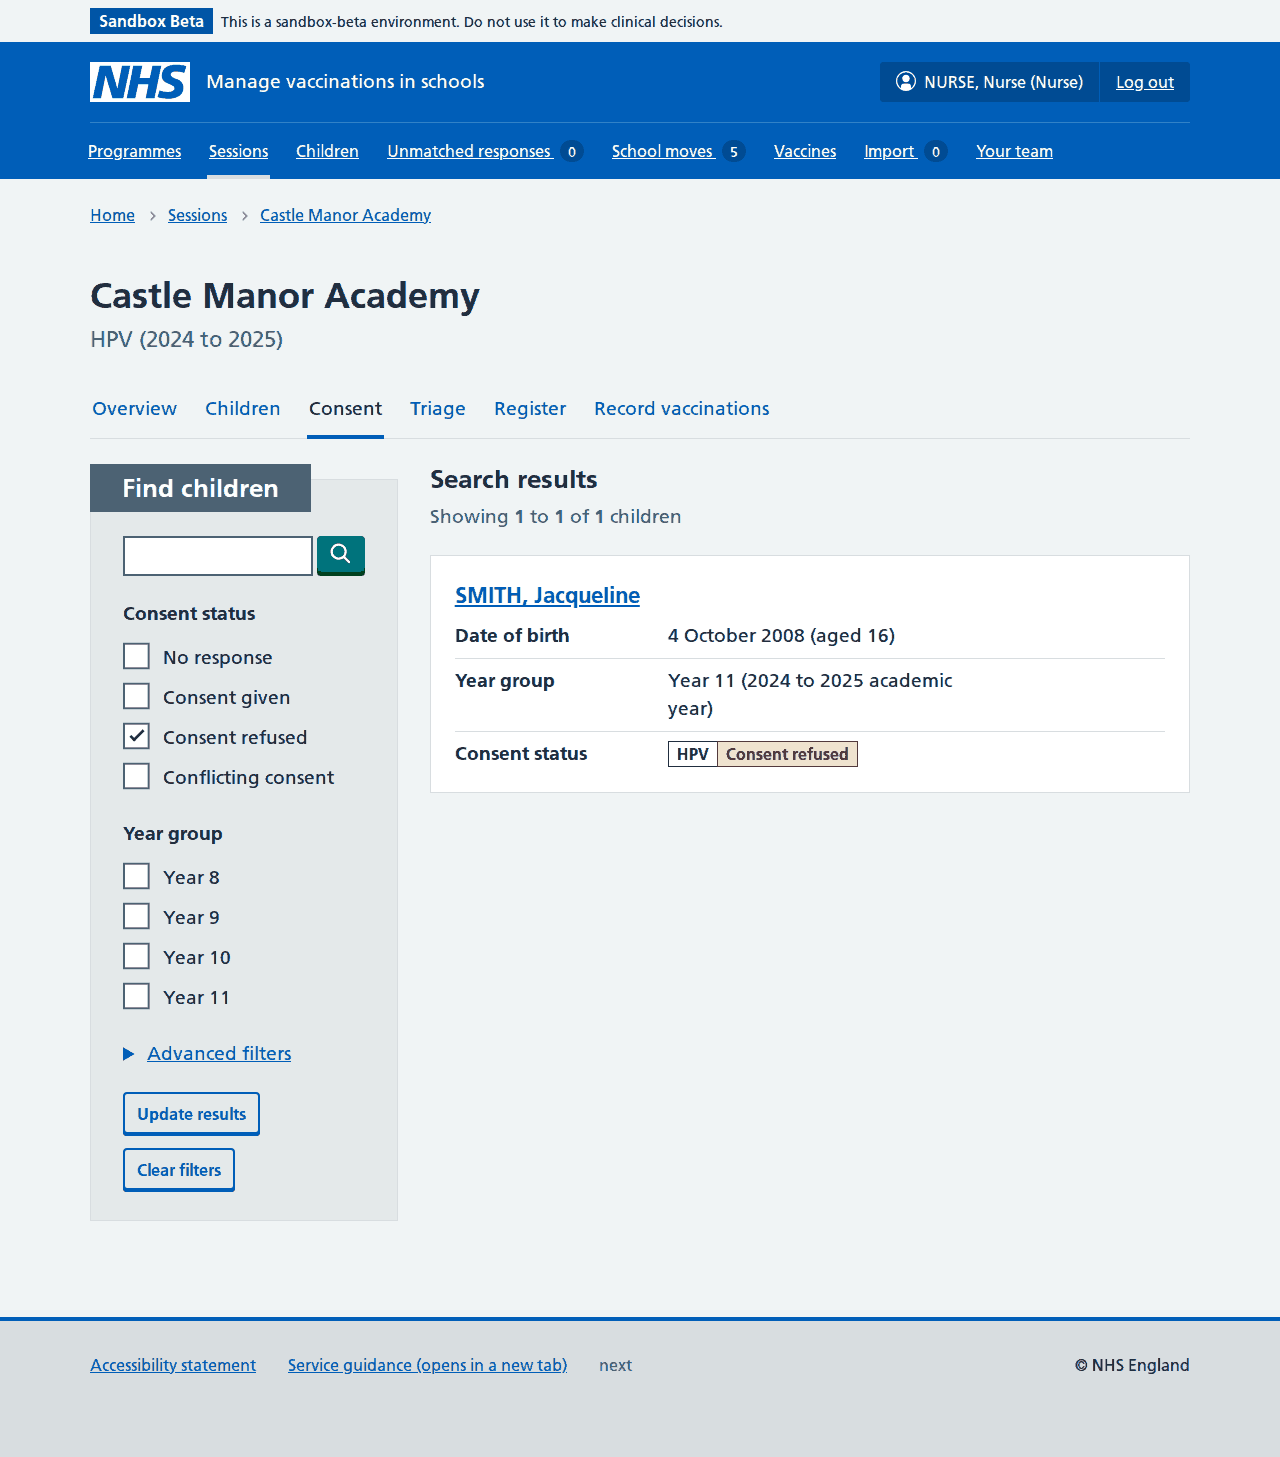 Sandbox Beta This is a sandbox-beta environment. Do not use it to make clinical decisions.
NHS Manage vaccinations in schools NURSE, Nurse (Nurse) Log out
Programmes Sessions Children Unmatched responses 0 School moves 5 Vaccines Import 0 Your team
Home Sessions Castle Manor Academy
Castle Manor Academy
HPV (2024 to 2025)
Overview Children Consent Triage Register Record vaccinations
Find children
Consent status
No response
Consent given
Consent refused
Conflicting consent
Year group
Year 8
Year 9
Year 10
Year 11
Advanced filters
Update results
Clear filters
Search results
Showing 1 to 1 of 1 children
SMITH, Jacqueline
Date of birth 4 October 2008 (aged 16)
Year group Year 11 (2024 to 2025 academic
year)
Consent status HPV Consent refused
Accessibility statement Service guidance (opens in a new tab) next © NHS England